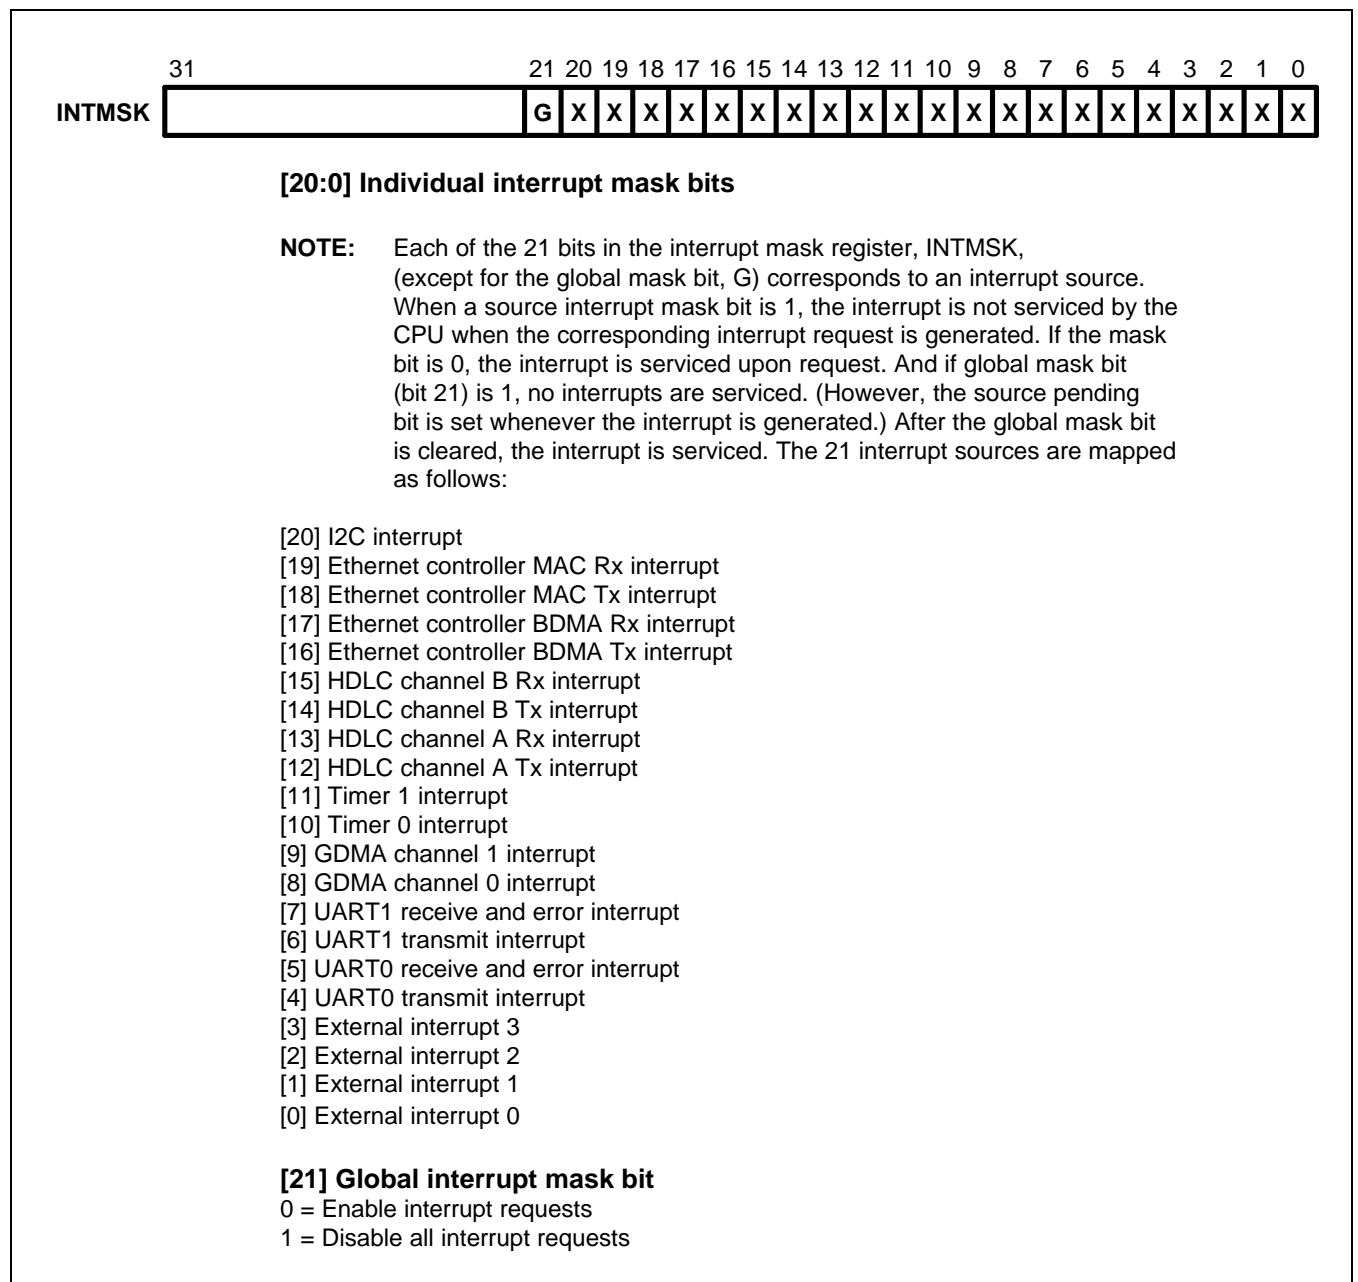 31 21 20 19 18 17 16 15 14 13 12 11 10 9 8 7 6 5 4 3 2 1 0
INTMSK G X X X X X X X X X X X X X X X X X X X X X
[20:0] Individual interrupt mask bits
NOTE: Each of the 21 bits in the interrupt mask register, INTMSK,
(except for the global mask bit, G) corresponds to an interrupt source.
When a source interrupt mask bit is 1, the interrupt is not serviced by the
CPU when the corresponding interrupt request is generated. If the mask
bit is 0, the interrupt is serviced upon request. And if global mask bit
(bit 21) is 1, no interrupts are serviced. (However, the source pending
bit is set whenever the interrupt is generated.) After the global mask bit
is cleared, the interrupt is serviced. The 21 interrupt sources are mapped
as follows:
[20] I2C interrupt
[19] Ethernet controller MAC Rx interrupt
[18] Ethernet controller MAC Tx interrupt
[17] Ethernet controller BDMA Rx interrupt
[16] Ethernet controller BDMA Tx interrupt
[15] HDLC channel B Rx interrupt
[14] HDLC channel B Tx interrupt
[13] HDLC channel A Rx interrupt
[12] HDLC channel A Tx interrupt
[11] Timer 1 interrupt
[10] Timer 0 interrupt
[9] GDMA channel 1 interrupt
[8] GDMA channel 0 interrupt
[7] UART1 receive and error interrupt
[6] UART1 transmit interrupt
[5] UART0 receive and error interrupt
[4] UART0 transmit interrupt
[3] External interrupt 3
[2] External interrupt 2
[1] External interrupt 1
[0] External interrupt 0
[21] Global interrupt mask bit
0 = Enable interrupt requests
1 = Disable all interrupt requests